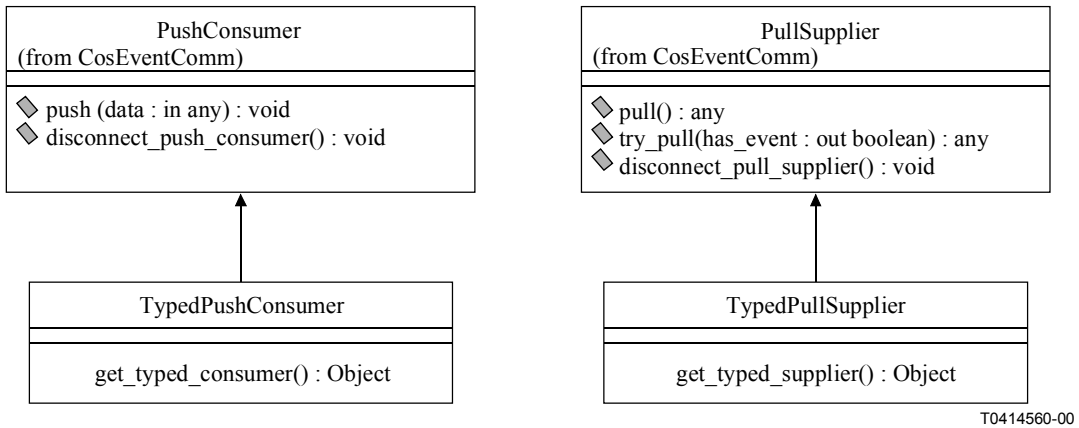 PushConsumer
(from CosEventComm)
push (data : in any) : void
disconnect_push_consumer() : void
PullSupplier
(from CosEventComm)
pull() : any
try_pull(has_event : out boolean) : any
disconnect_pull_supplier() : void
TypedPushConsumer
get_typed_consumer() : Object
TypedPullSupplier
get_typed_supplier() : Object
T0414560-00